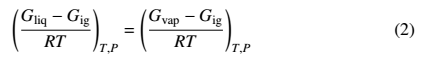 (G_liq − G_ig / RT)_T,P = (G_vap − G_ig / RT)_T,P (2)